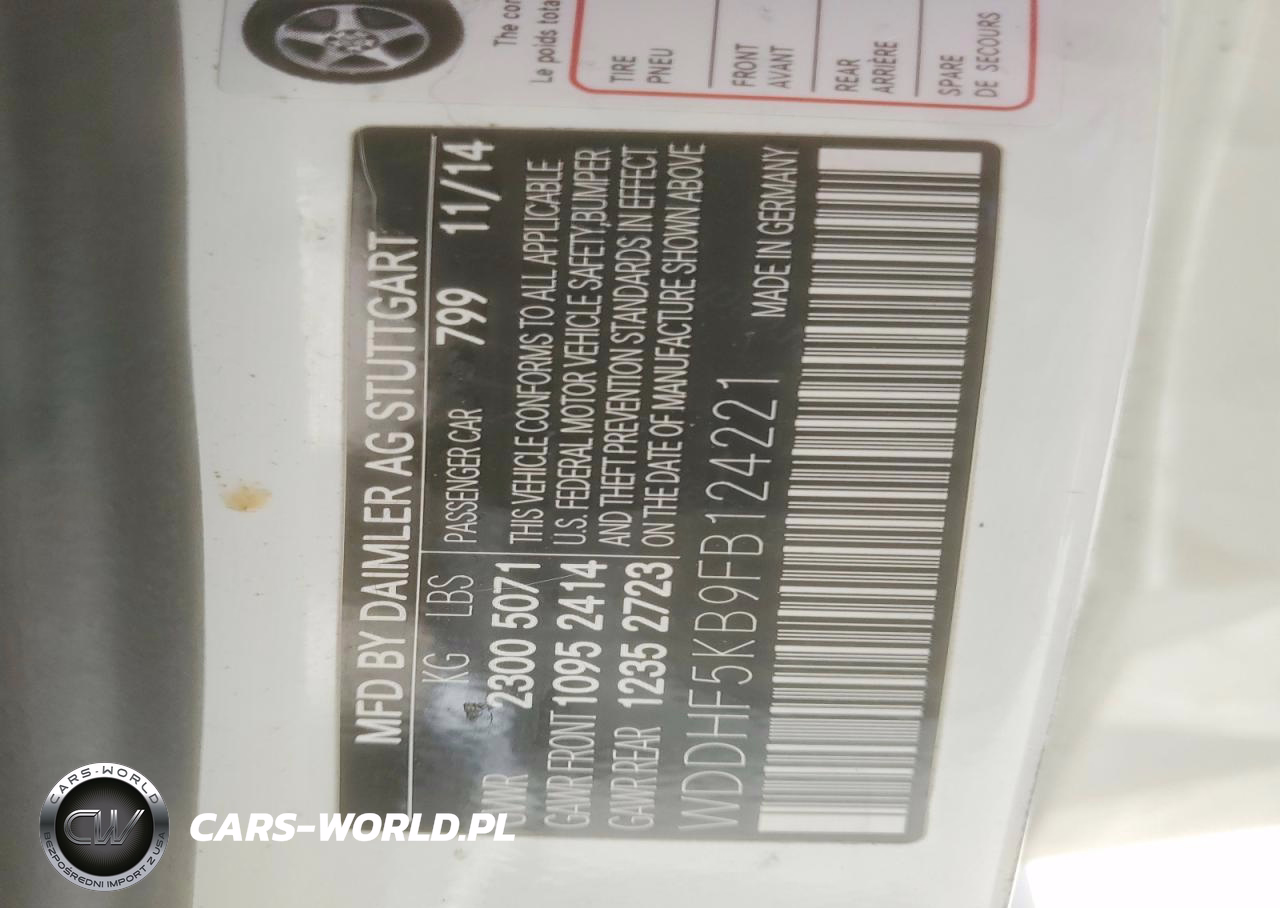 The con
Le poids tota
TIRE
PNEU
FRONT
AVANT
REAR
ARRIÈRE
SPARE
DE SECOURS
MFD BY DAIMLER AG STUTTGART
KG LBS
PASSENGER CAR 799 11/14
GVWR 2300 5071
GAWR FRONT 1095 2414
GAWR REAR 1235 2723
THIS VEHICLE CONFORMS TO ALL APPLICABLE
U.S. FEDERAL MOTOR VEHICLE SAFETY,BUMPER
AND THEFT PREVENTION STANDARDS IN EFFECT
ON THE DATE OF MANUFACTURE SHOWN ABOVE
WDDHF5KB9FB124221
MADE IN GERMANY
CARS-WORLD
CW
BEZPOŚREDNI IMPORT Z USA
CARS-WORLD.PL